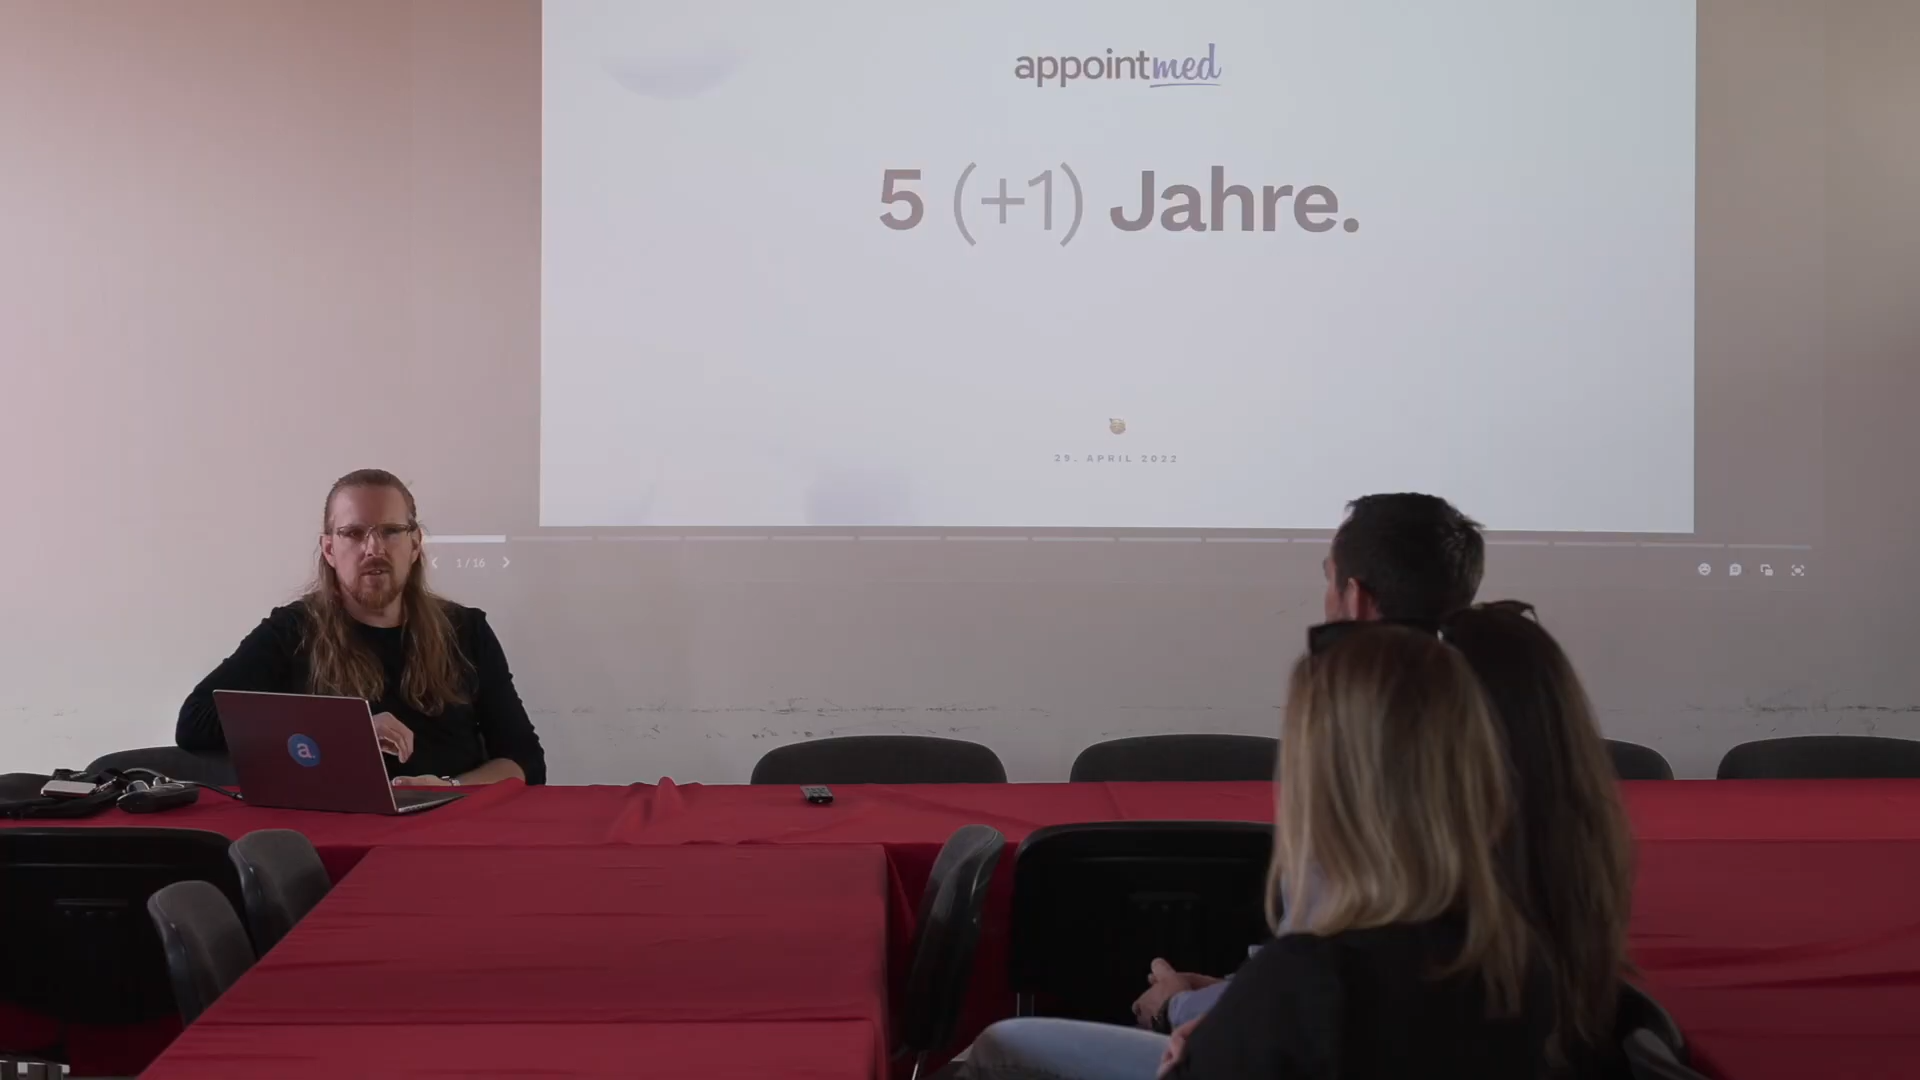 appointmed
5 (+1) Jahre.
29. APRIL 2022
1 / 16
a.